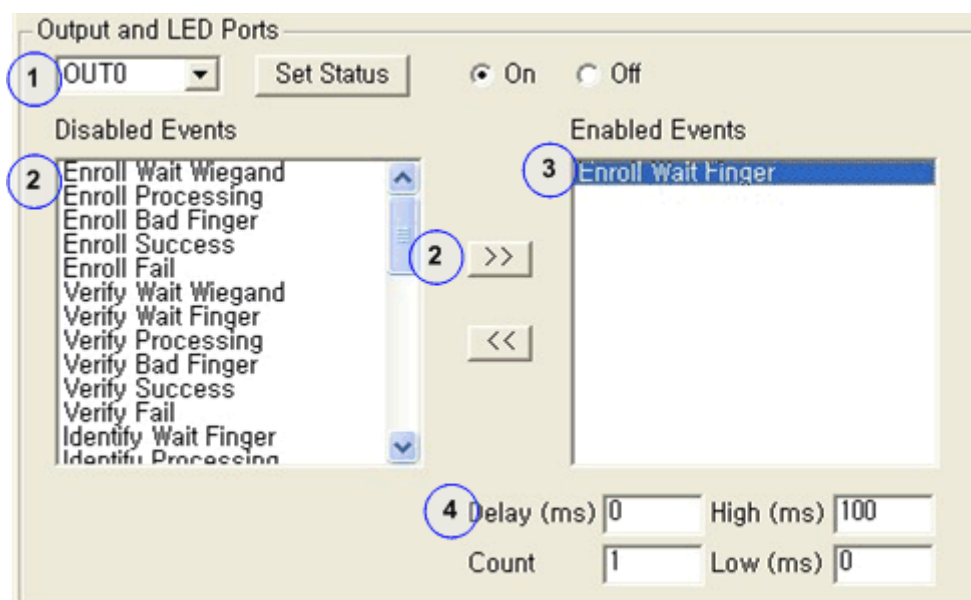 Output and LED Ports
1 OUT0 Set Status On Off
Disabled Events Enabled Events
2 Enroll Wait Wiegand
Enroll Processing
Enroll Bad Finger
Enroll Success
Enroll Fail
Verify Wait Wiegand
Verify Wait Finger
Verify Processing
Verify Bad Finger
Verify Success
Verify Fail
Identify Wait Finger
Identify Processing
2 >>
<<
3 Enroll Wait Finger
4 Delay (ms) 0 High (ms) 100
Count 1 Low (ms) 0